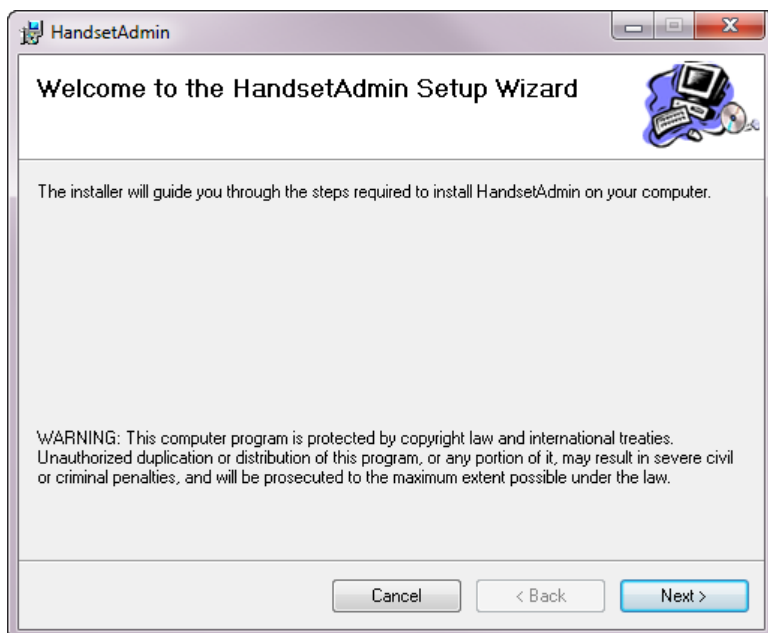 HandsetAdmin
Welcome to the HandsetAdmin Setup Wizard
The installer will guide you through the steps required to install HandsetAdmin on your computer.
WARNING: This computer program is protected by copyright law and international treaties.
Unauthorized duplication or distribution of this program, or any portion of it, may result in severe civil
or criminal penalties, and will be prosecuted to the maximum extent possible under the law.
Cancel
< Back
Next >